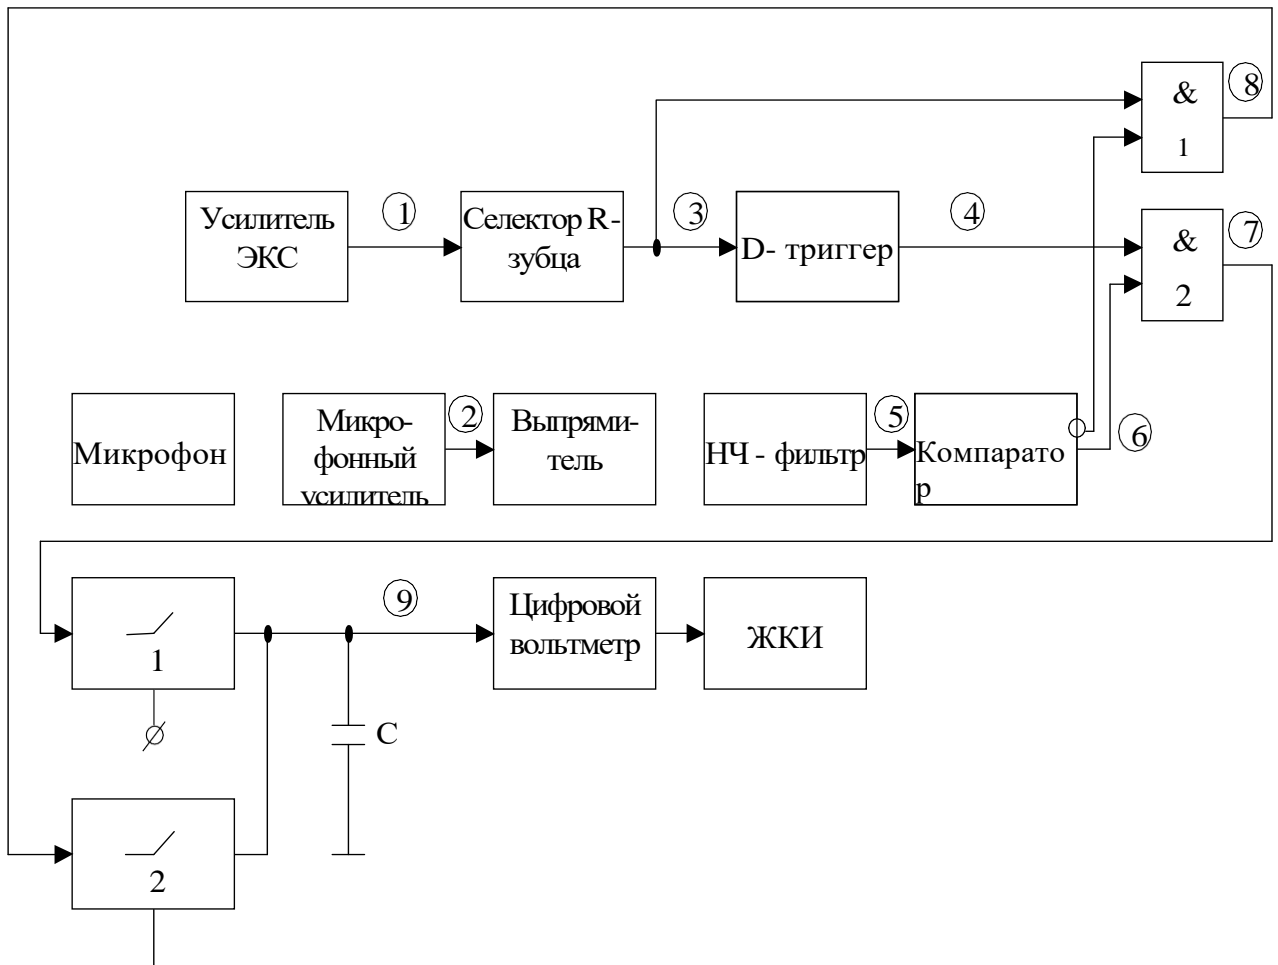 &
1
8
Усилитель
ЭКС
1
Селектор R-
зубца
3
D- триггер
4
&
2
7
Микрофон
Микро-
фонный
усилитель
2
Выпрями-
тель
НЧ - фильтр
5
Компарато
р
6
1
9
Цифровой
вольтметр
ЖКИ
С
2